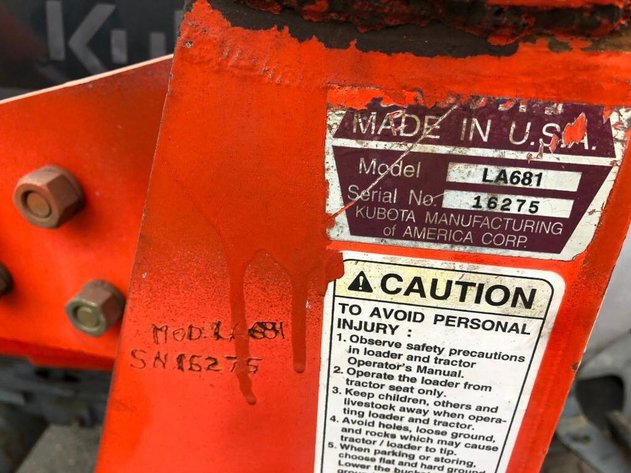 Ku
MADE IN U.S.A.
Model LA681
Serial No. 16275
KUBOTA MANUFACTURING
of AMERICA CORP.
CAUTION
TO AVOID PERSONAL
INJURY :
1. Observe safety precautions
in loader and tractor
Operator's Manual.
2. Operate the loader from
tractor seat only.
3. Keep children, others and
livestock away when opera-
ting loader and tractor.
4. Avoid holes, loose ground,
and rocks which may cause
tractor / loader to tip.
5. When parking or storing,
choose flat and hard ground
Lower the
MOD. LA681
SN 16275